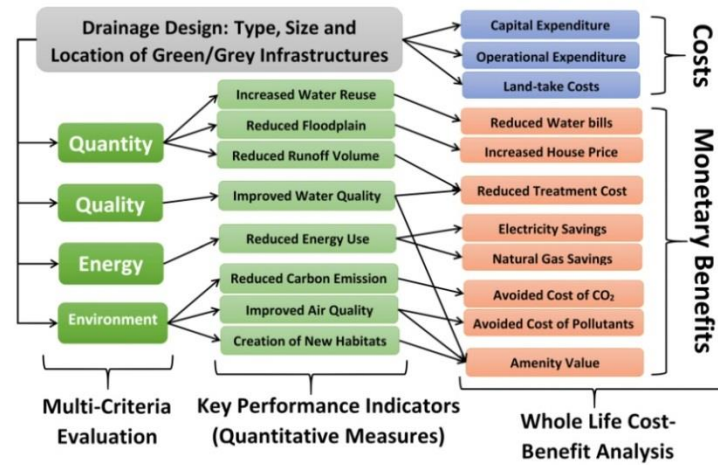 Drainage Design: Type, Size and
Location of Green/Grey Infrastructures
Capital Expenditure
Operational Expenditure
Land-take Costs
Costs
Quantity
Quality
Energy
Environment
Increased Water Reuse
Reduced Floodplain
Reduced Runoff Volume
Improved Water Quality
Reduced Energy Use
Reduced Carbon Emission
Improved Air Quality
Creation of New Habitats
Reduced Water bills
Increased House Price
Reduced Treatment Cost
Electricity Savings
Natural Gas Savings
Avoided Cost of CO₂
Avoided Cost of Pollutants
Amenity Value
Monetary Benefits
Multi-Criteria
Evaluation
Key Performance Indicators
(Quantitative Measures)
Whole Life Cost-
Benefit Analysis